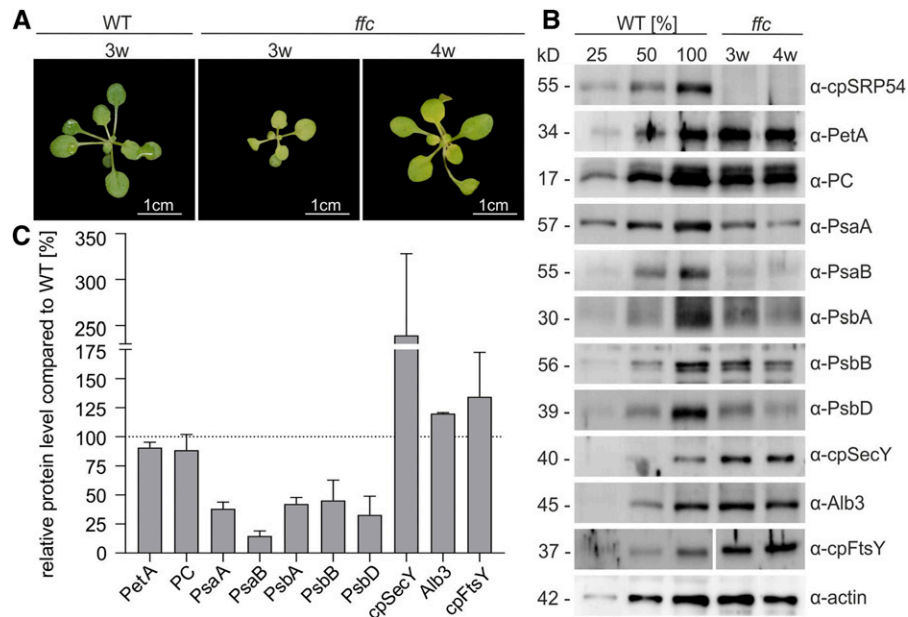 A
WT
ffc
3w
3w
4w
1cm
1cm
1cm
B
WT [%]
ffc
kD
25
50
100
3w
4w
55 -
α-cpSRP54
34 -
α-PetA
17 -
α-PC
57 -
α-PsaA
55 -
α-PsaB
30 -
α-PsbA
56 -
α-PsbB
39 -
α-PsbD
40 -
α-cpSecY
45 -
α-Alb3
37 -
α-cpFtsY
42 -
α-actin
C
relative protein level compared to WT [%]
350
300
250
175
150
125
100
75
50
25
0
PetA
PC
PsaA
PsaB
PsbA
PsbB
PsbD
cpSecY
Alb3
cpFtsY